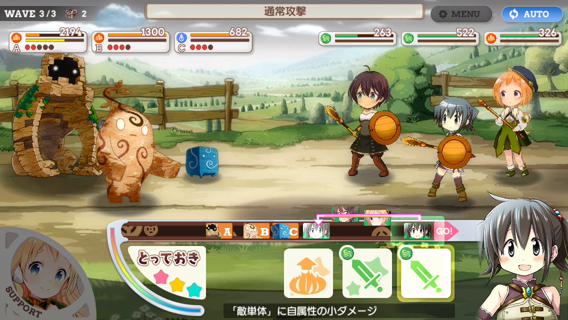 WAVE 3/3 2
通常攻撃
MENU
AUTO
A 2194
B 1300
C 682
263
522
326
A B C
GO!
とっておき
SUPPORT
「敵単体」に自属性の小ダメージ